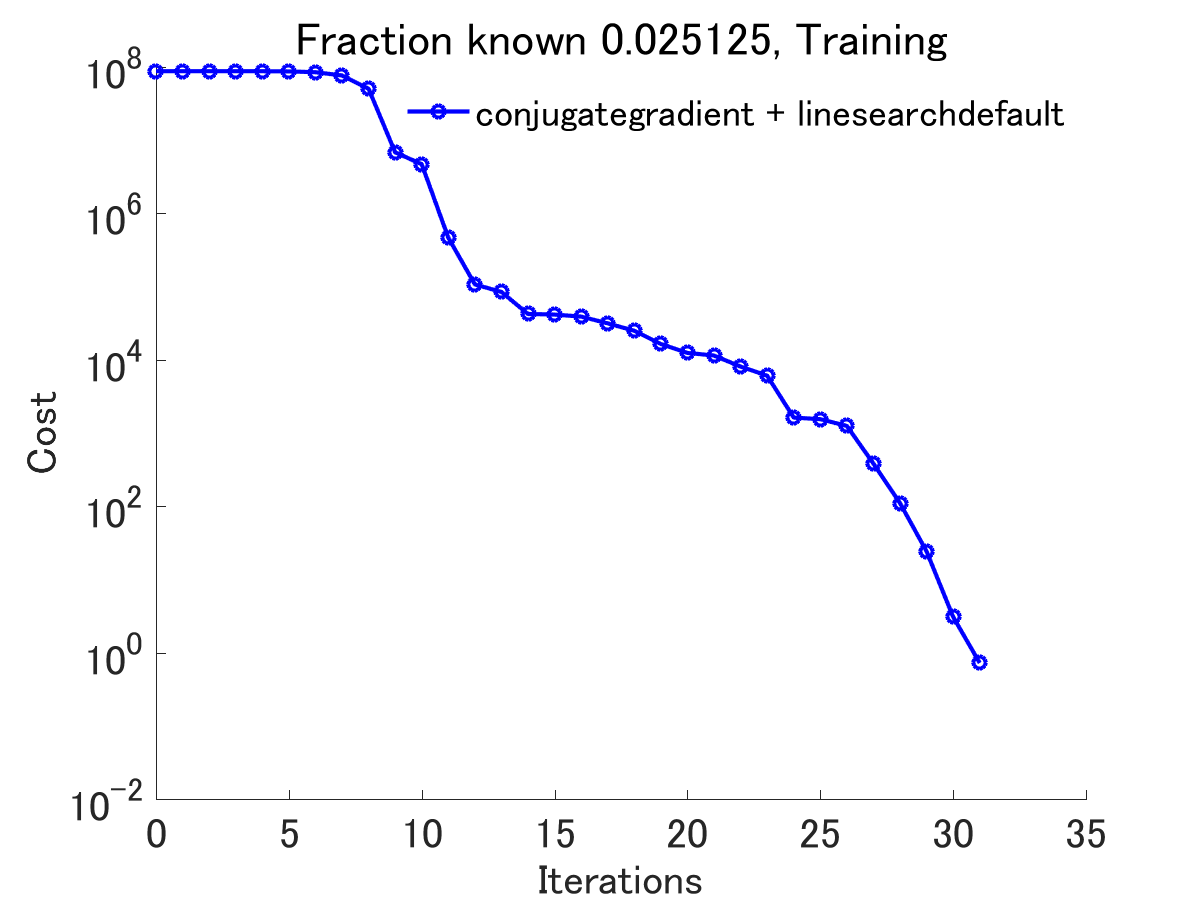 Fraction known 0.025125, Training
conjugategradient + linesearchdefault
10^8
10^6
10^4
10^2
10^0
10^-2
Cost
0 5 10 15 20 25 30 35
Iterations